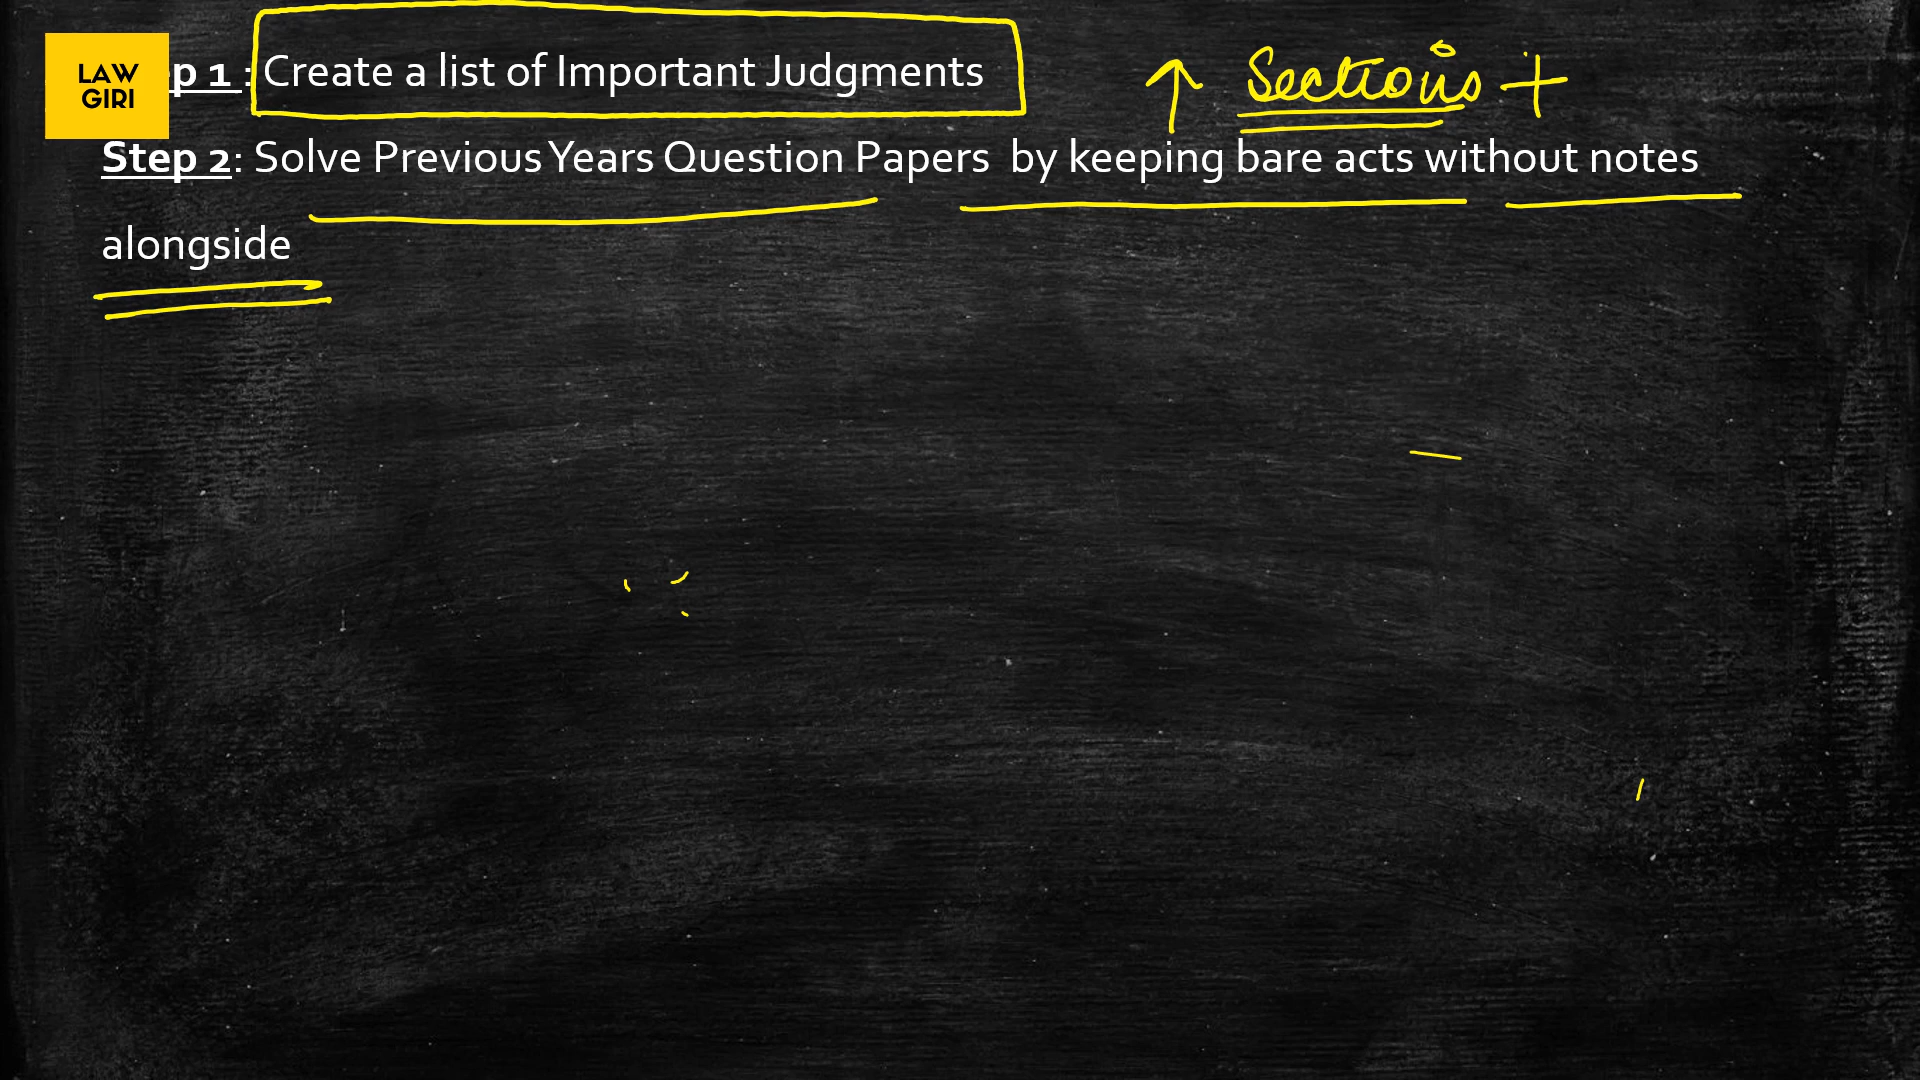 LAW
GIRI
p 1 : Create a list of Important Judgments
↑ Sections +
Step 2: Solve Previous Years Question Papers by keeping bare acts without notes
alongside